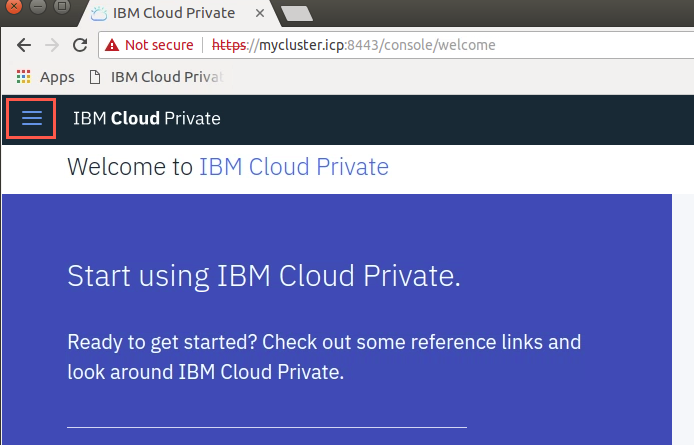 IBM Cloud Private
Not secure https://mycluster.icp:8443/console/welcome
Apps IBM Cloud Privat
IBM Cloud Private
Welcome to IBM Cloud Private
Start using IBM Cloud Private.
Ready to get started? Check out some reference links and
look around IBM Cloud Private.